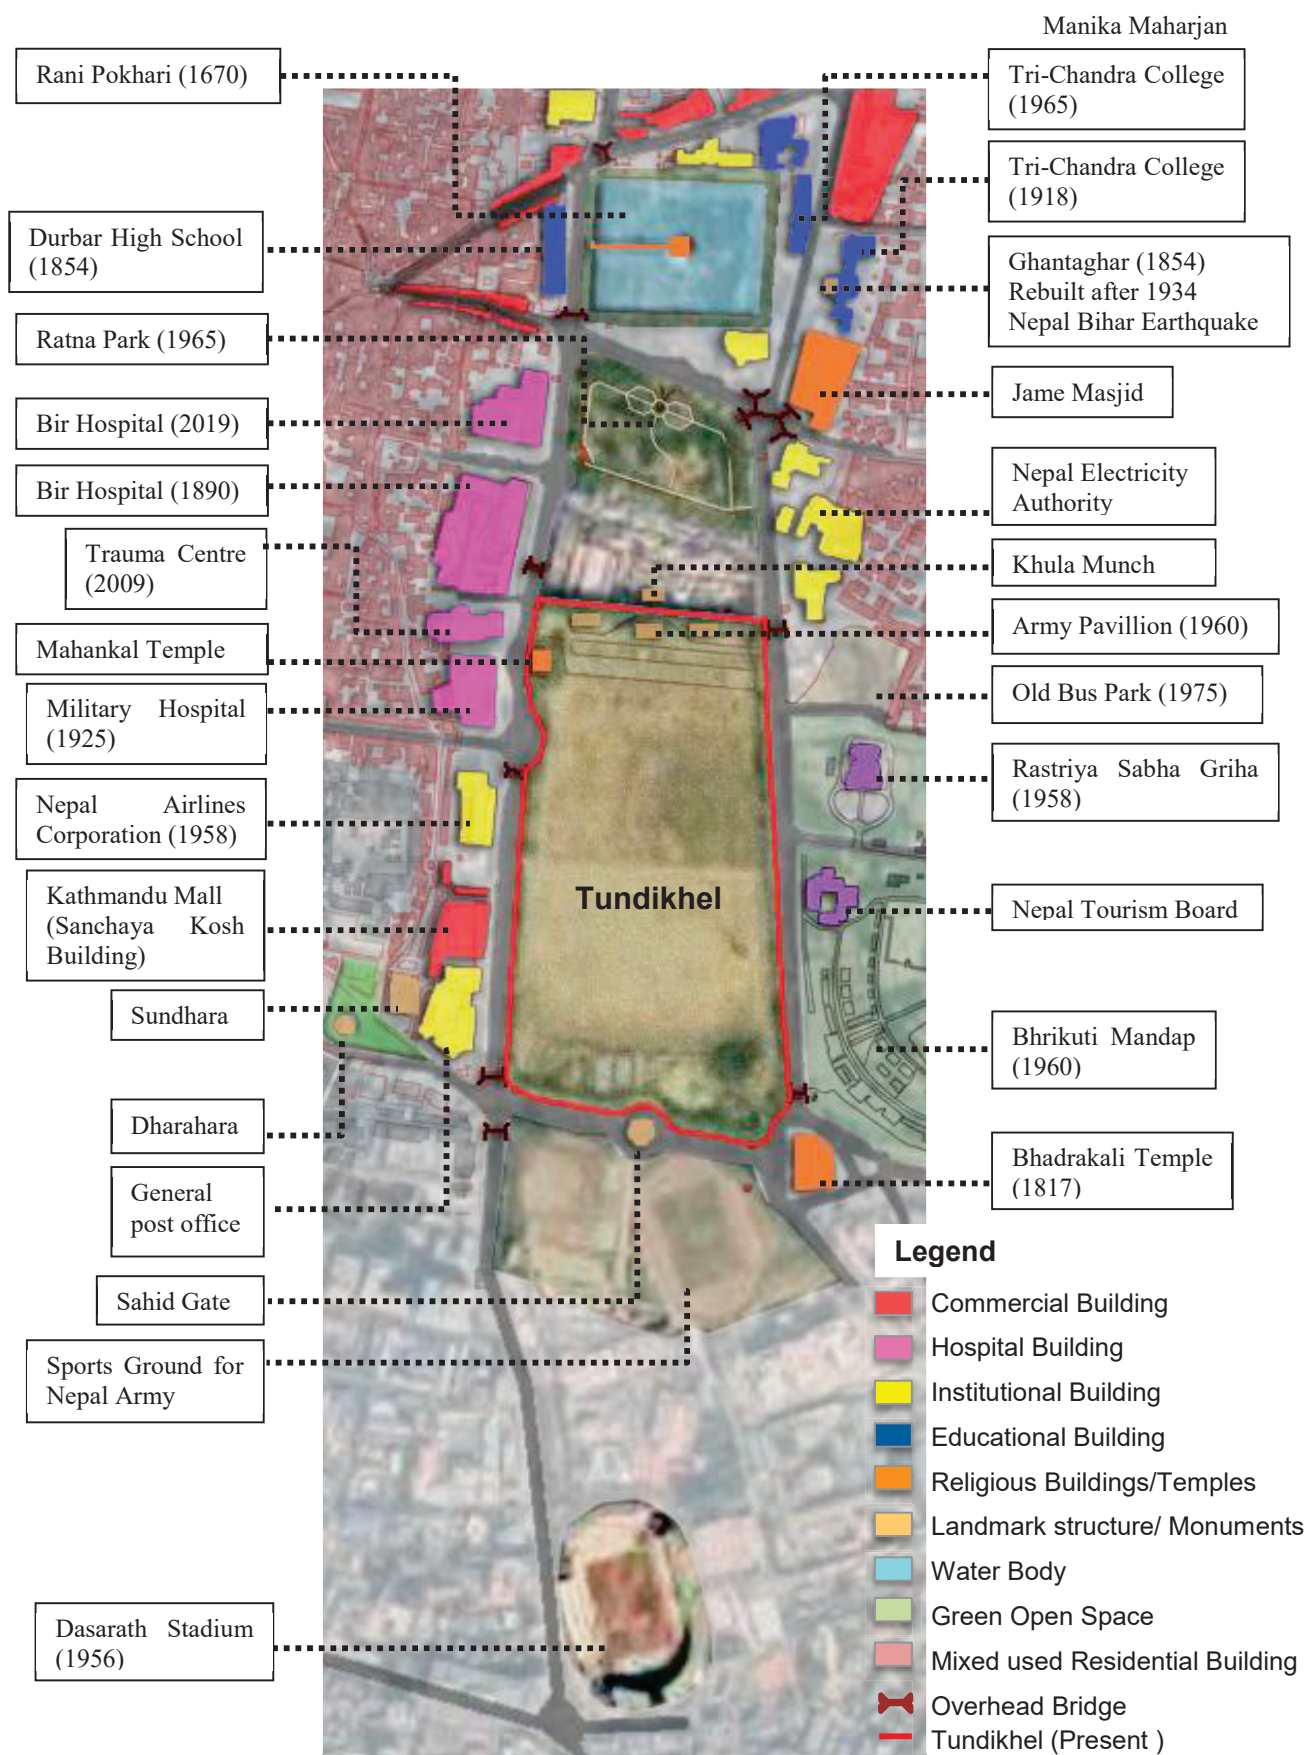 Manika Maharjan
Rani Pokhari (1670)
Durbar High School
(1854)
Ratna Park (1965)
Bir Hospital (2019)
Bir Hospital (1890)
Trauma Centre
(2009)
Mahankal Temple
Military Hospital
(1925)
Nepal Airlines
Corporation (1958)
Kathmandu Mall
(Sanchaya Kosh
Building)
Sundhara
Dharahara
General
post office
Sahid Gate
Sports Ground for
Nepal Army
Dasarath Stadium
(1956)
Tundikhel
Tri-Chandra College
(1965)
Tri-Chandra College
(1918)
Ghantaghar (1854)
Rebuilt after 1934
Nepal Bihar Earthquake
Jame Masjid
Nepal Electricity
Authority
Khula Munch
Army Pavillion (1960)
Old Bus Park (1975)
Rastriya Sabha Griha
(1958)
Nepal Tourism Board
Bhrikuti Mandap
(1960)
Bhadrakali Temple
(1817)
Legend
Commercial Building
Hospital Building
Institutional Building
Educational Building
Religious Buildings/Temples
Landmark structure/ Monuments
Water Body
Green Open Space
Mixed used Residential Building
Overhead Bridge
Tundikhel (Present )